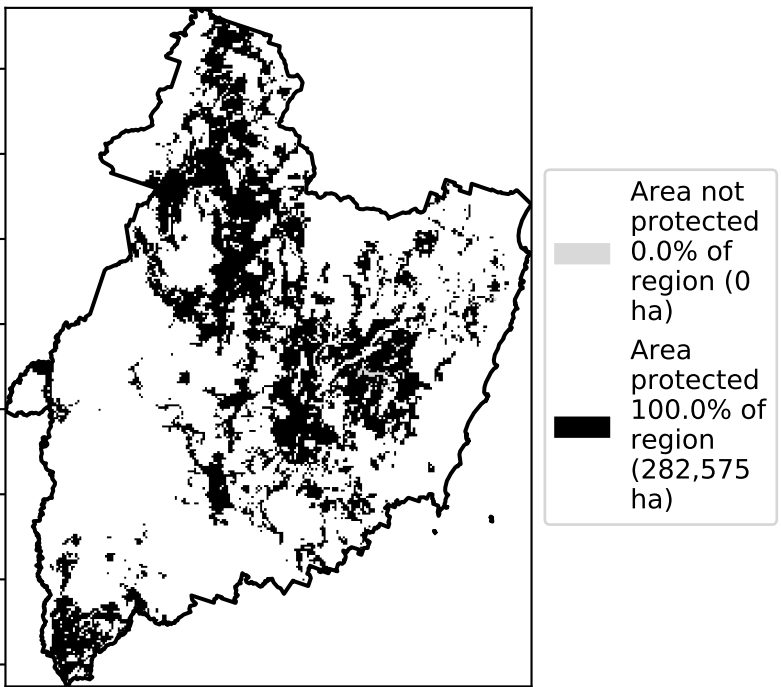 Area not
protected
0.0% of
region (0
ha)
Area
protected
100.0% of
region
(282,575
ha)